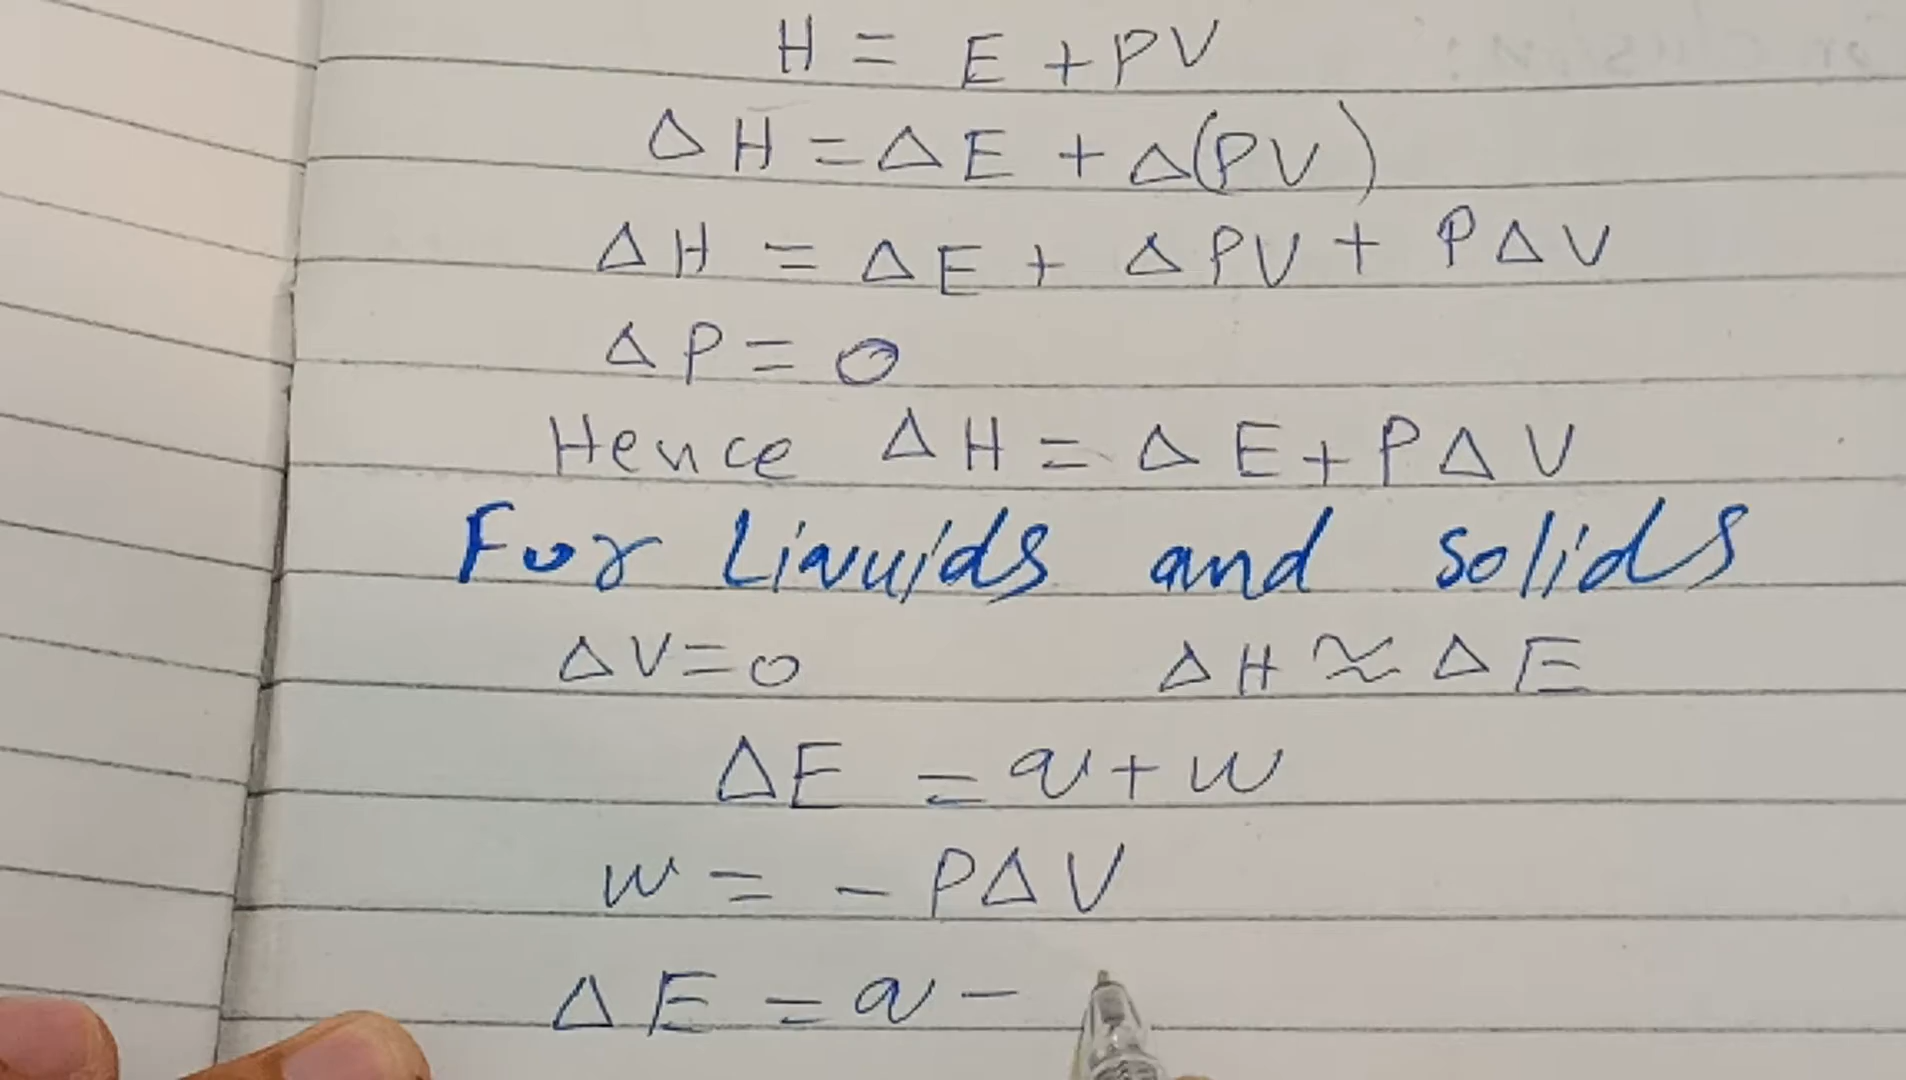 H = E + PV
ΔH = ΔE + Δ(PV)
ΔH = ΔE + ΔPV + PΔV
ΔP = 0
Hence ΔH = ΔE + PΔV
For Liquids and solids
ΔV = 0 ΔH ≈ ΔE
ΔE = q + w
w = - PΔV
ΔE = q -